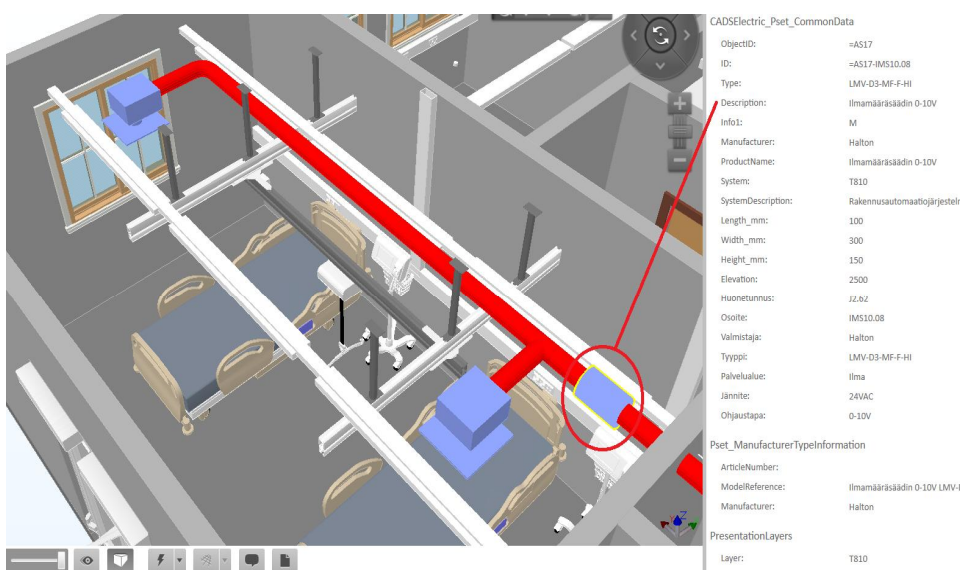 CADSElectric_Pset_CommonData
ObjectID: =AS17
ID: =AS17-IMS10.08
Type: LMV-D3-MF-F-HI
Description: Ilmamääräsäädin 0-10V
Info1: M
Manufacturer: Halton
ProductName: Ilmamääräsäädin 0-10V
System: T810
SystemDescription: Rakennusautomaatiojärjesteln
Length_mm: 100
Width_mm: 300
Height_mm: 150
Elevation: 2500
Huonetunnus: J2.62
Osoite: IMS10.08
Valmistaja: Halton
Tyyppi: LMV-D3-MF-F-HI
Palvelualue: Ilma
Jännite: 24VAC
Ohjaustapa: 0-10V
Pset_ManufacturerTypeInformation
ArticleNumber:
ModelReference: Ilmamääräsäädin 0-10V LMV-
Manufacturer: Halton
PresentationLayers
Layer: T810